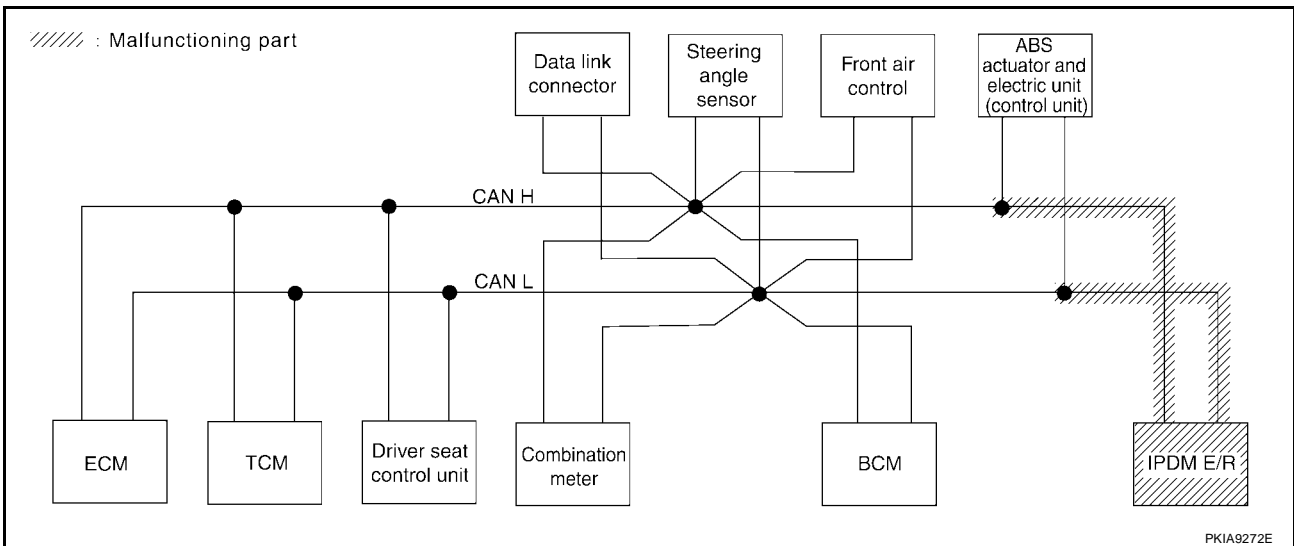 : Malfunctioning part
Data link
connector
Steering
angle
sensor
Front air
control
ABS
actuator and
electric unit
(control unit)
CAN H
CAN L
ECM
TCM
Driver seat
control unit
Combination
meter
BCM
IPDM E/R
PKIA9272E